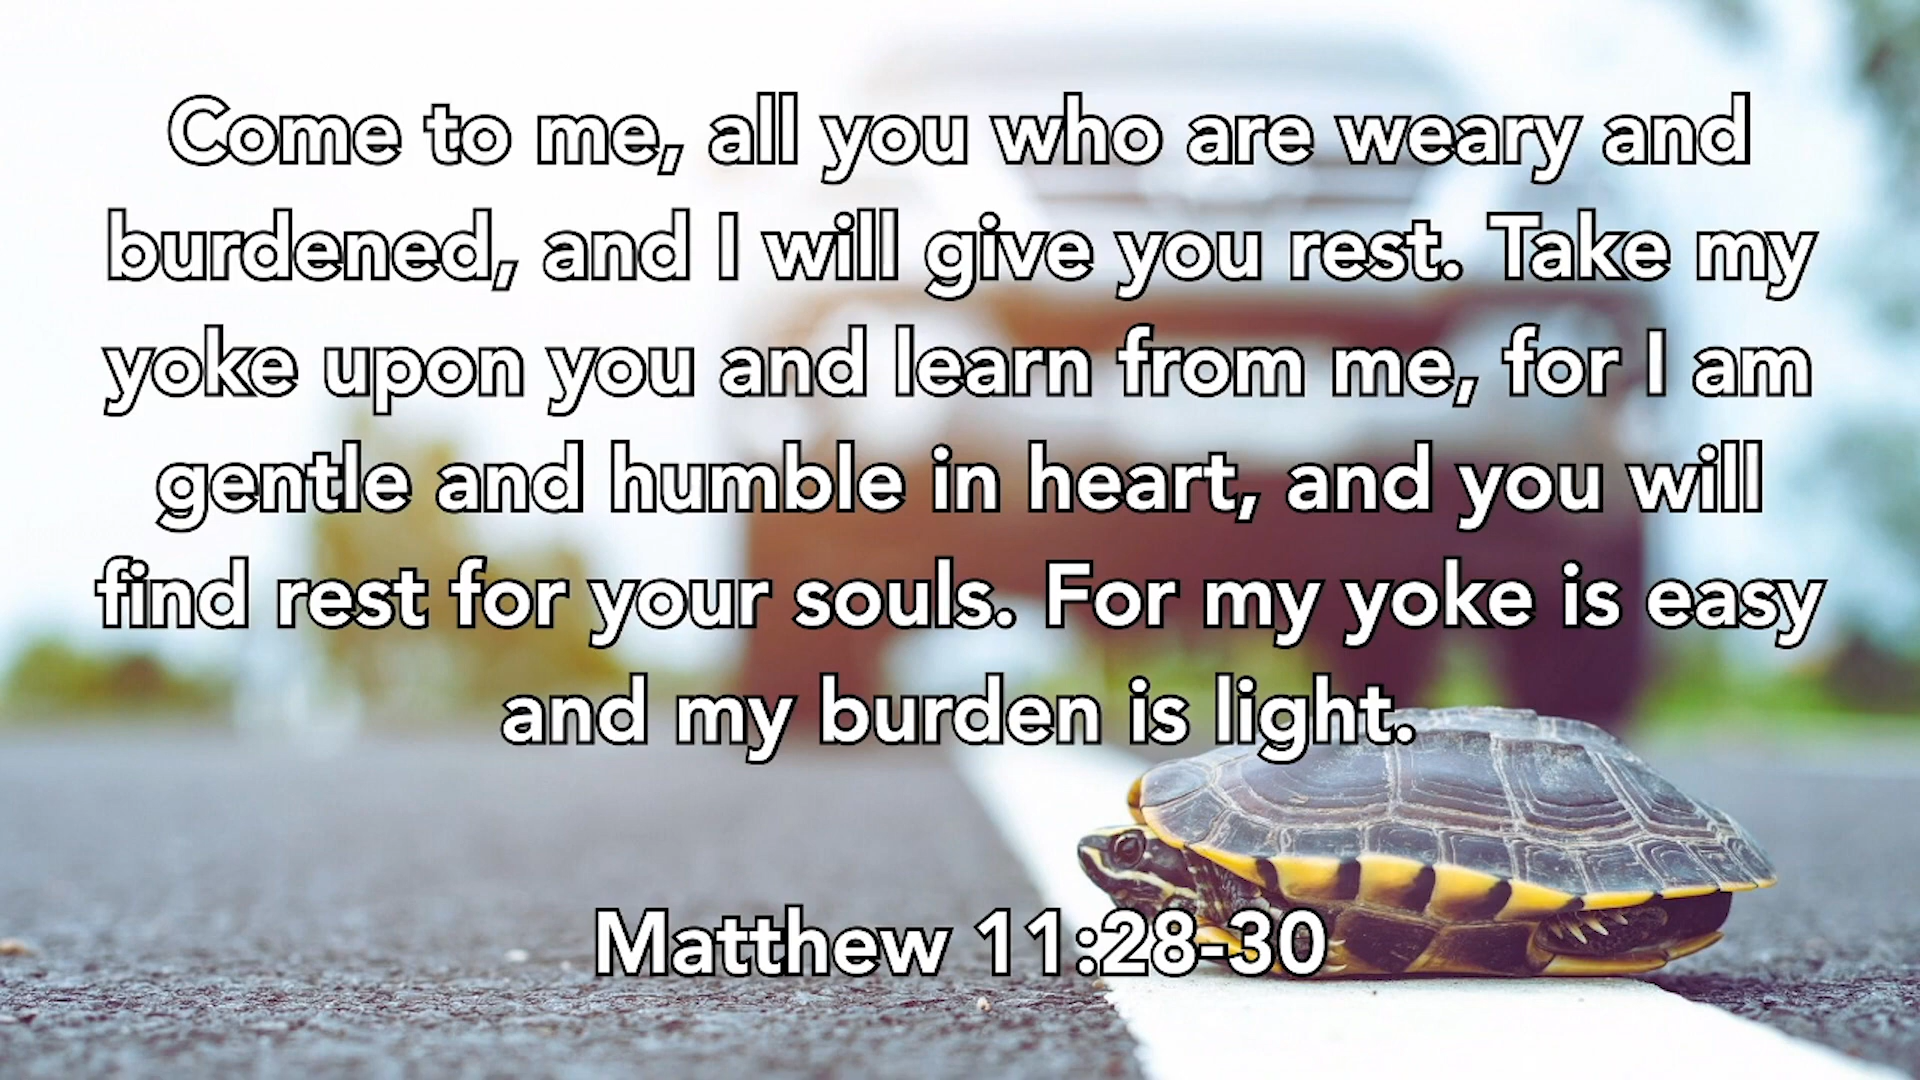 Come to me, all you who are weary and
burdened, and I will give you rest. Take my
yoke upon you and learn from me, for I am
gentle and humble in heart, and you will
find rest for your souls. For my yoke is easy
and my burden is light.
Matthew 11:28-30